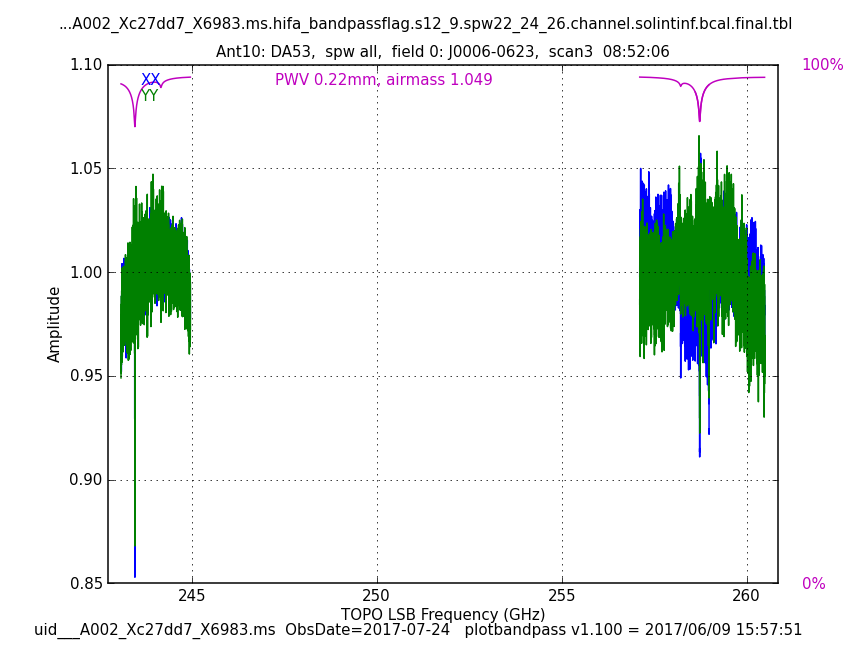 ...A002_Xc27dd7_X6983.ms.hifa_bandpassflag.s12_9.spw22_24_26.channel.solintinf.bcal.final.tbl
Ant10: DA53,  spw all,  field 0: J0006-0623,  scan3  08:52:06
1.10
XX
YY
PWV 0.22mm, airmass 1.049
100%
1.05
1.00
0.95
0.90
0.85
0%
Amplitude
245
250
255
260
TOPO LSB Frequency (GHz)
uid___A002_Xc27dd7_X6983.ms  ObsDate=2017-07-24   plotbandpass v1.100 = 2017/06/09 15:57:51